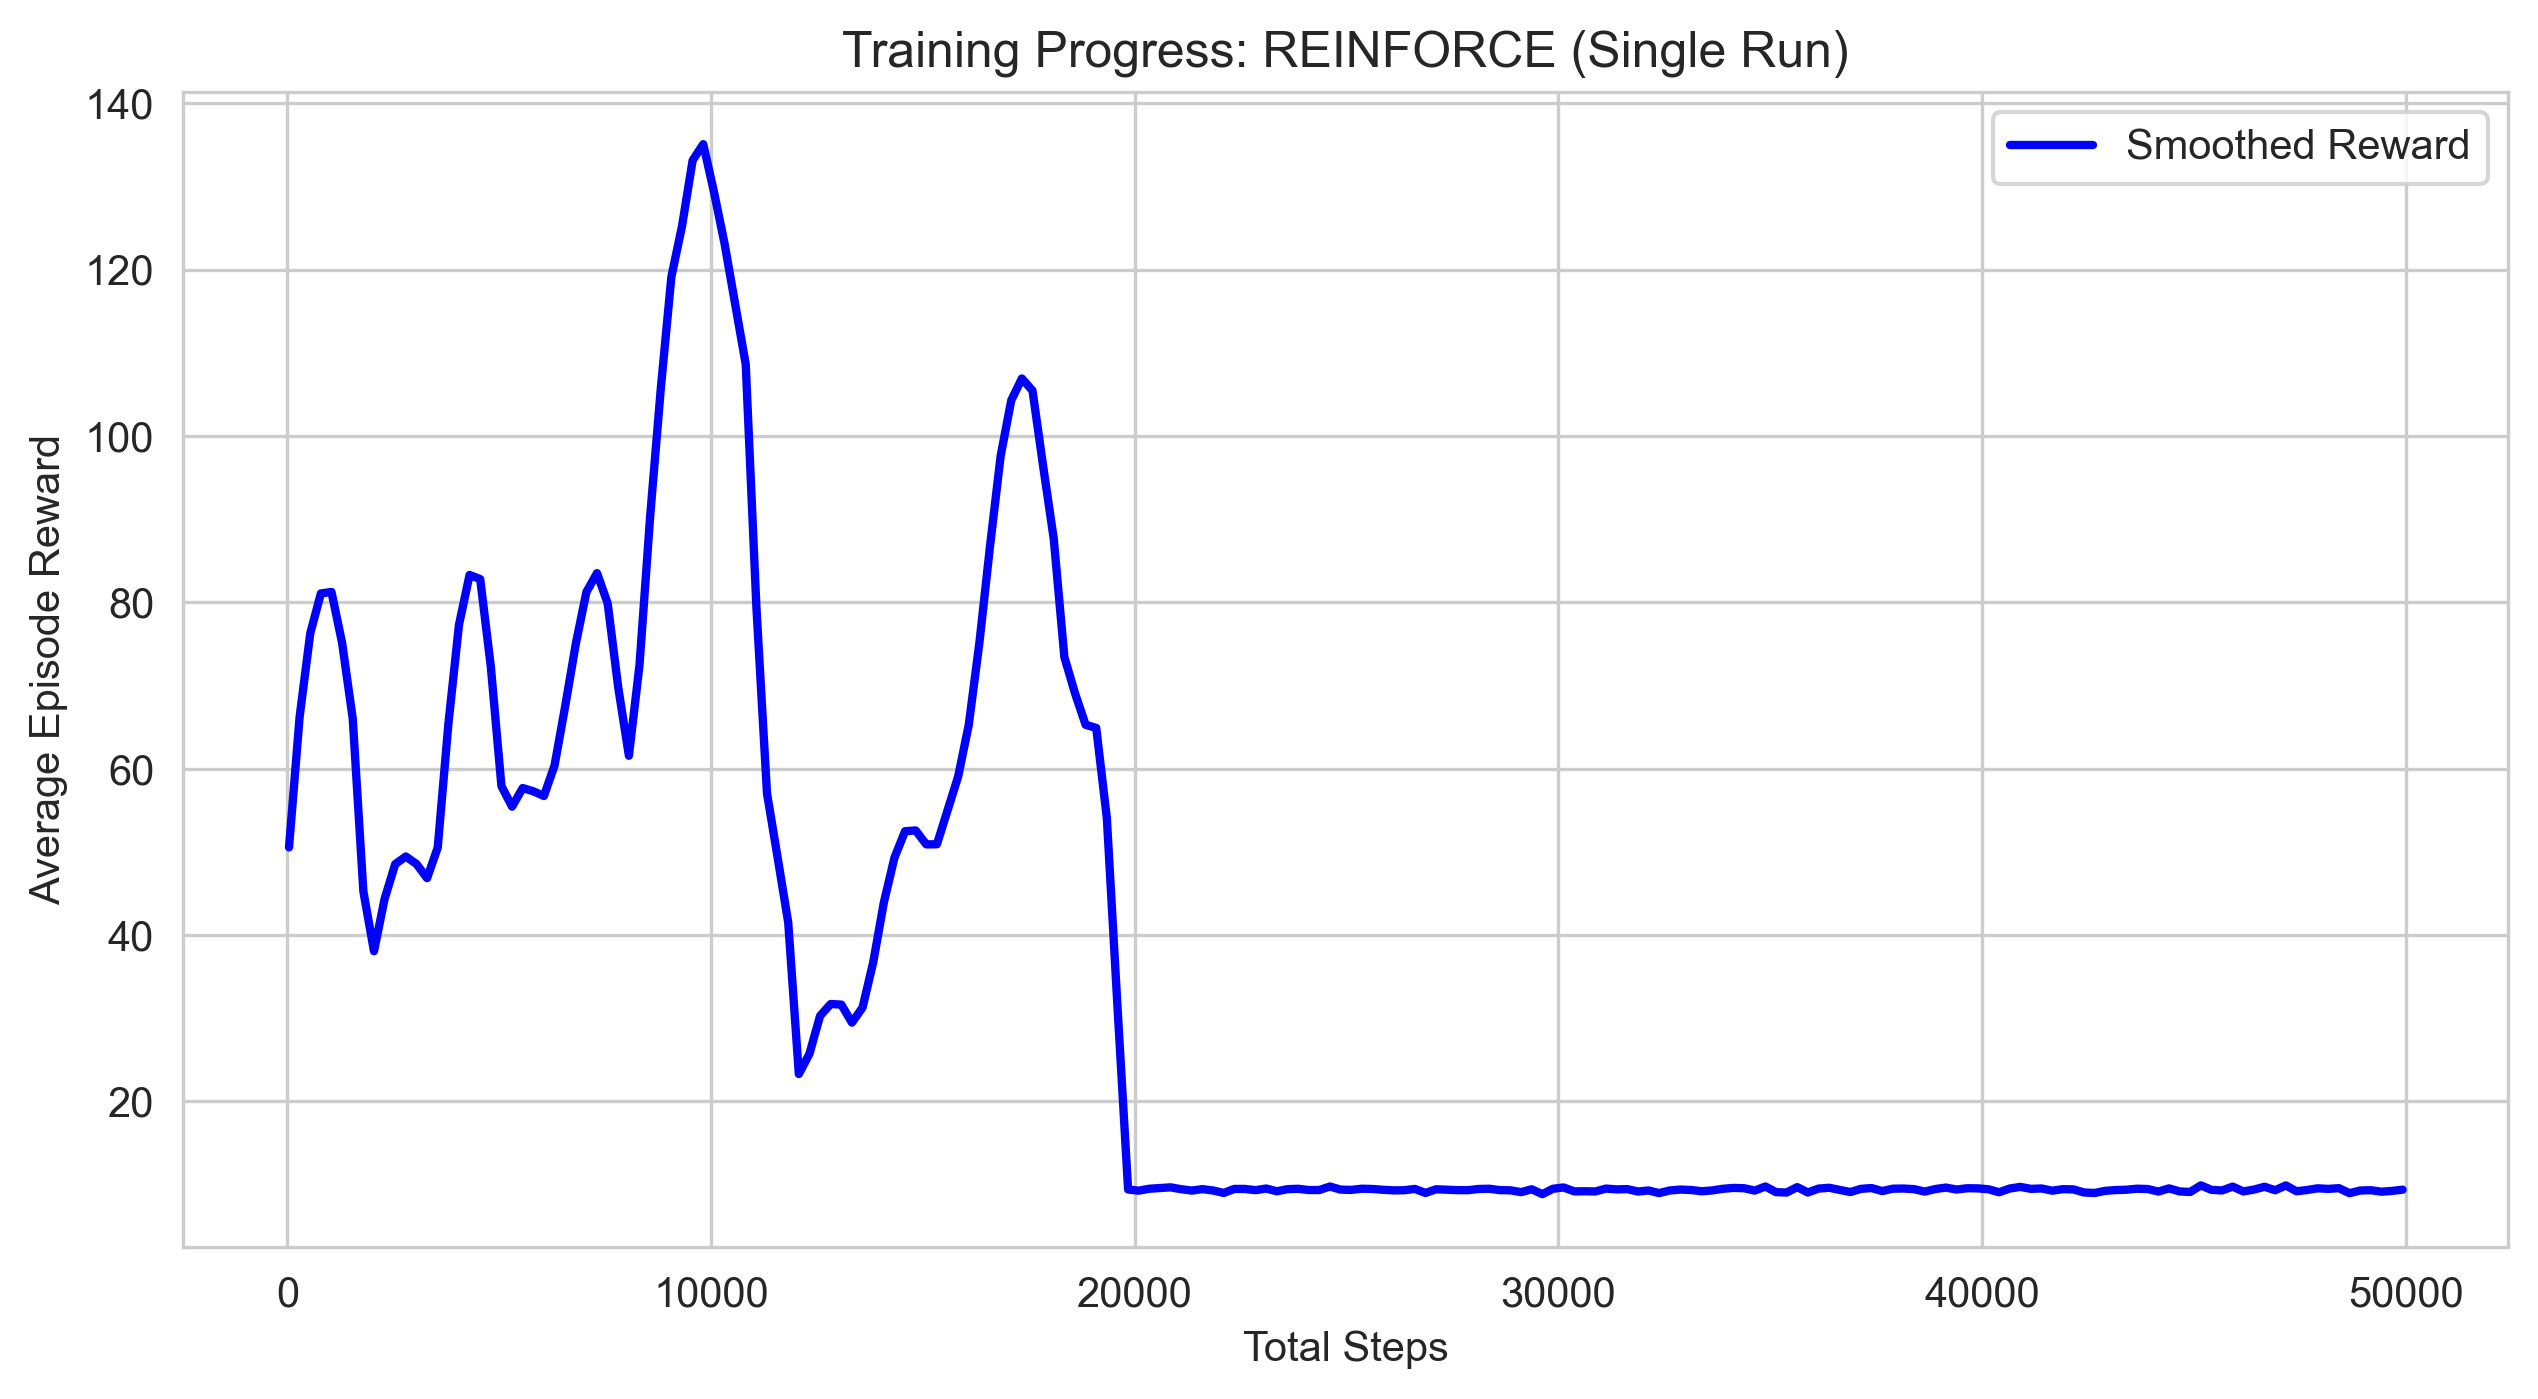 Training Progress: REINFORCE (Single Run)
Smoothed Reward
Average Episode Reward
140
120
100
80
60
40
20
0 10000 20000 30000 40000 50000
Total Steps